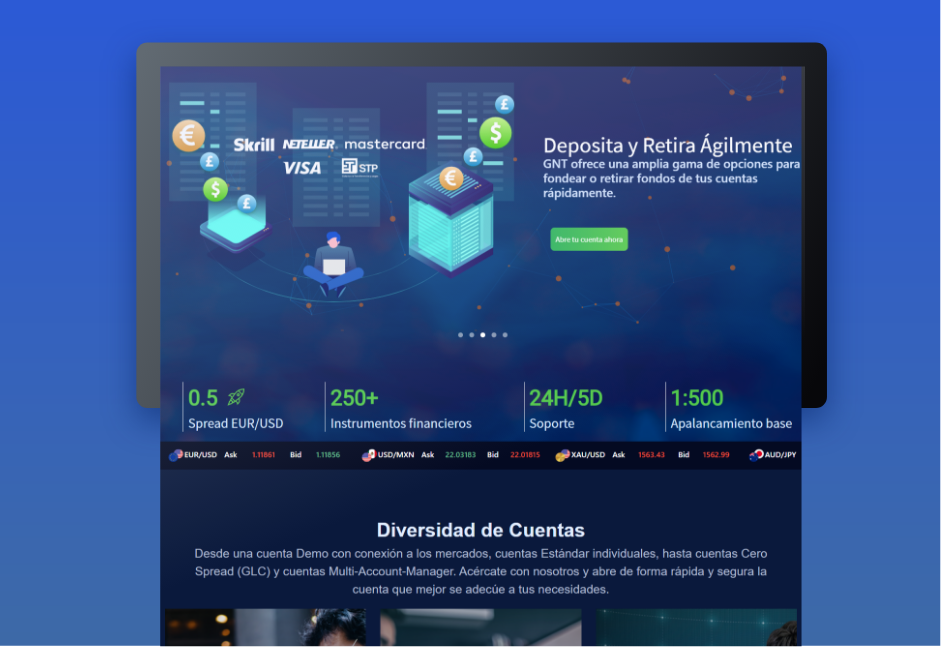 Skrill NETELLER mastercard
VISA STP
Deposita y Retira Ágilmente
GNT ofrece una amplia gama de opciones para
fondear o retirar fondos de tus cuentas
rápidamente.
Abre tu cuenta ahora
0.5 250+ 24H/5D 1:500
Spread EUR/USD Instrumentos financieros Soporte Apalancamiento base
EUR/USD Ask 1.11861 Bid 1.11856 USD/MXN Ask 22.03183 Bid 22.01815 XAU/USD Ask 1563.43 Bid 1562.99 AUD/JPY
Diversidad de Cuentas
Desde una cuenta Demo con conexión a los mercados, cuentas Estándar individuales, hasta cuentas Cero
Spread (GLC) y cuentas Multi-Account-Manager. Acércate con nosotros y abre de forma rápida y segura la
cuenta que mejor se adecúe a tus necesidades.